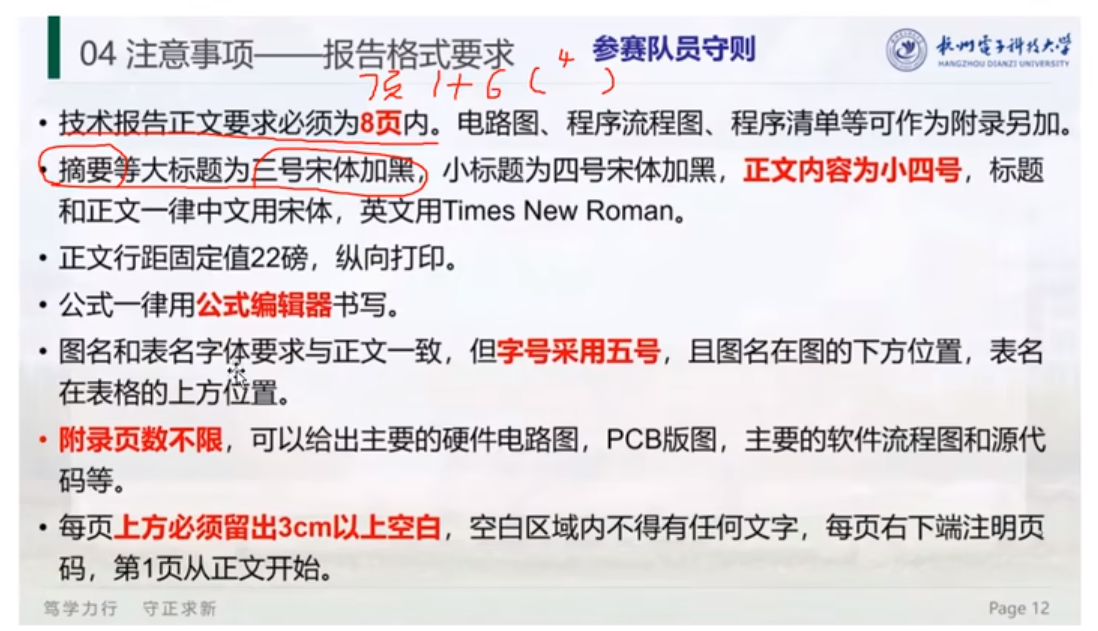 04 注意事项——报告格式要求
参赛队员守则
杭州电子科技大学
HANGZHOU DIANZI UNIVERSITY
7页 1+6 ( 4 )
• 技术报告正文要求必须为8页内。电路图、程序流程图、程序清单等可作为附录另加。
• 摘要等大标题为三号宋体加黑，小标题为四号宋体加黑，正文内容为小四号，标题
和正文一律中文用宋体，英文用Times New Roman。
• 正文行距固定值22磅，纵向打印。
• 公式一律用公式编辑器书写。
• 图名和表名字体要求与正文一致，但字号采用五号，且图名在图的下方位置，表名
在表格的上方位置。
• 附录页数不限，可以给出主要的硬件电路图，PCB版图，主要的软件流程图和源代
码等。
• 每页上方必须留出3cm以上空白，空白区域内不得有任何文字，每页右下端注明页
码，第1页从正文开始。
笃学力行 守正求新
Page 12